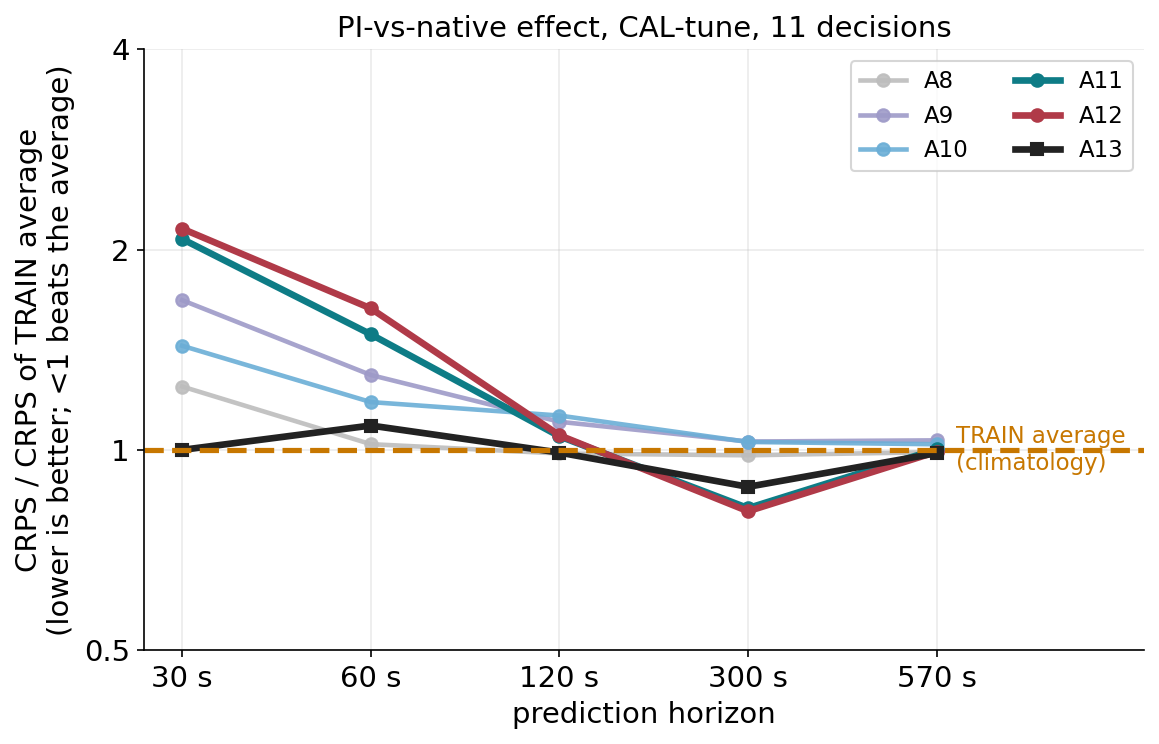 PI-vs-native effect, CAL-tune, 11 decisions
CRPS / CRPS of TRAIN average
(lower is better; <1 beats the average)
4
2
1
0.5
A8
A9
A10
A11
A12
A13
TRAIN average
(climatology)
30 s
60 s
120 s
300 s
570 s
prediction horizon